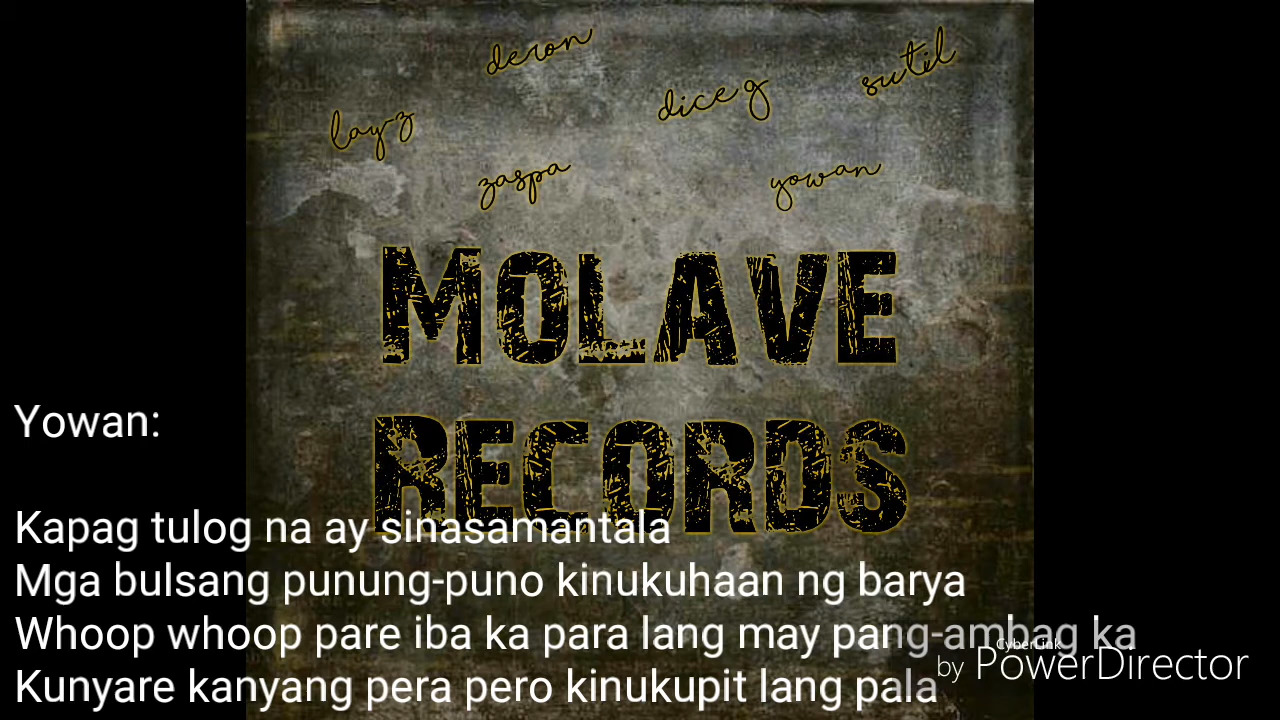 deron
sutil
dice g
lay-z
zaspa
yowan
MOLAVE
RECORDS
Yowan:
Kapag tulog na ay sinasamantala
Mga bulsang punung-puno kinukuhaan ng barya
Whoop whoop pare iba ka para lang may pang-ambag ka
Kunyare kanyang pera pero kinukupit lang pala
CyberLink
by PowerDirector